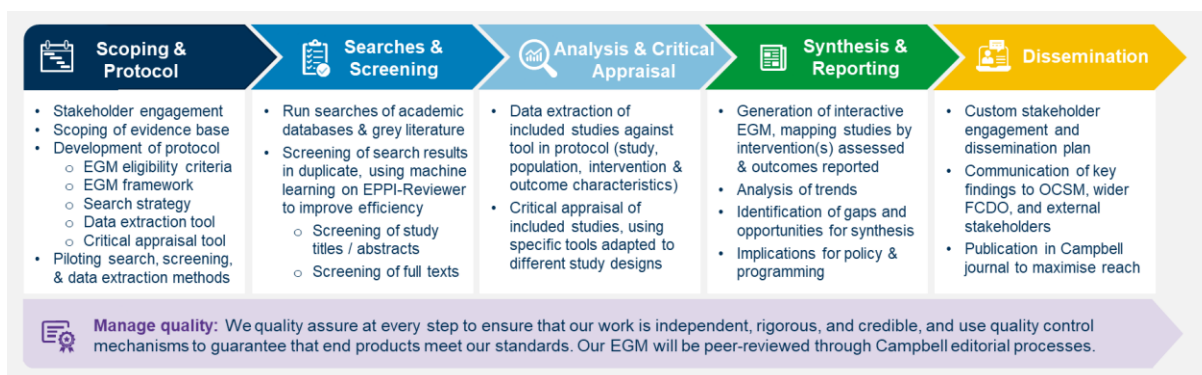 Scoping &
Protocol
• Stakeholder engagement
• Scoping of evidence base
• Development of protocol
o EGM eligibility criteria
o EGM framework
o Search strategy
o Data extraction tool
o Critical appraisal tool
• Piloting search, screening,
& data extraction methods
Searches &
Screening
• Run searches of academic
databases & grey literature
• Screening of search results
in duplicate, using machine
learning on EPPI-Reviewer
to improve efficiency
o Screening of study
titles / abstracts
o Screening of full texts
Analysis & Critical
Appraisal
• Data extraction of
included studies against
tool in protocol (study,
population, intervention &
outcome characteristics)
• Critical appraisal of
included studies, using
specific tools adapted to
different study designs
Synthesis &
Reporting
• Generation of interactive
EGM, mapping studies by
intervention(s) assessed
& outcomes reported
• Analysis of trends
• Identification of gaps and
opportunities for synthesis
• Implications for policy &
programming
Dissemination
• Custom stakeholder
engagement and
dissemination plan
• Communication of key
findings to OCSM, wider
FCDO, and external
stakeholders
• Publication in Campbell
journal to maximise reach
Manage quality: We quality assure at every step to ensure that our work is independent, rigorous, and credible, and use quality control
mechanisms to guarantee that end products meet our standards. Our EGM will be peer-reviewed through Campbell editorial processes.